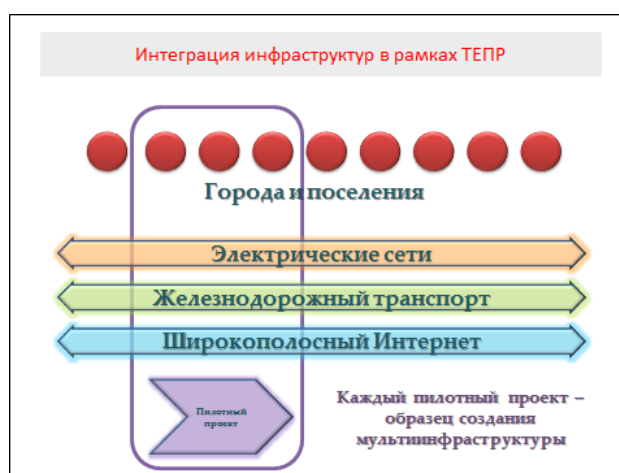 Интеграция инфраструктур в рамках ТЕПР
Города и поселения
Электрические сети
Железнодорожный транспорт
Широкополосный Интернет
Пилотный
проект
Каждый пилотный проект –
образец создания
мультиинфраструктуры